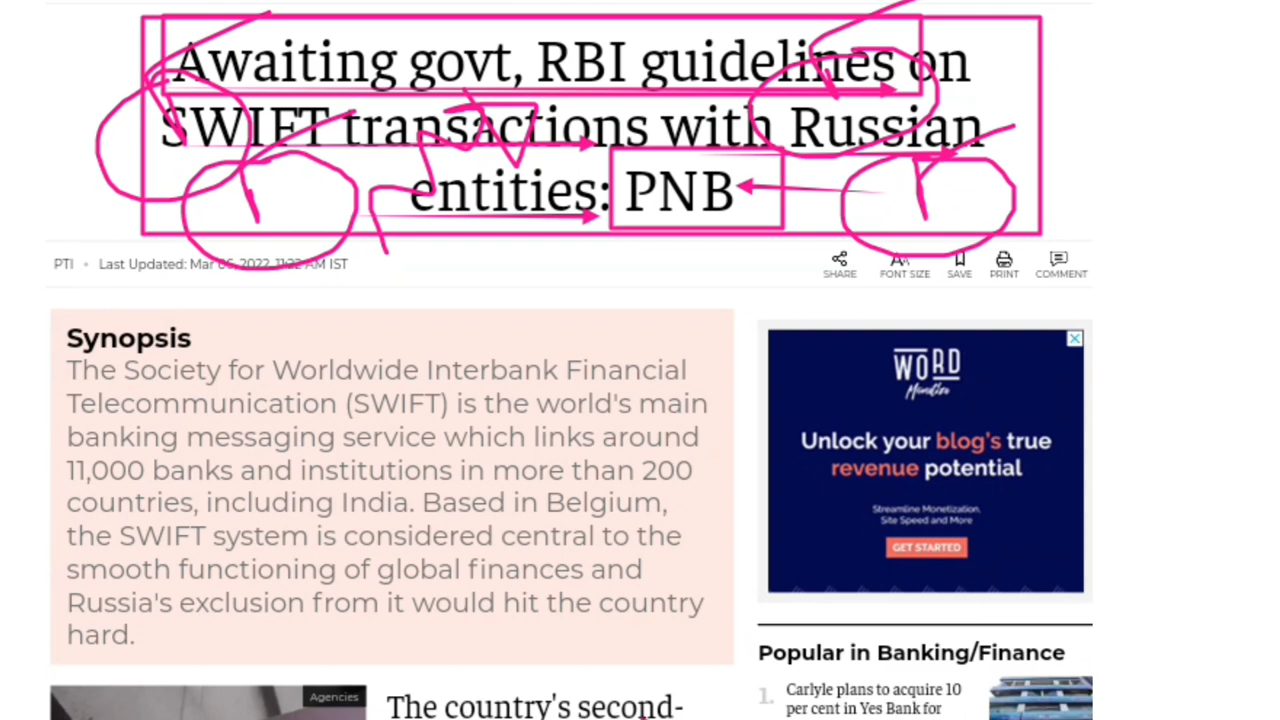 Awaiting govt, RBI guidelines on
SWIFT transactions with Russian
entities: PNB
PTI • Last Updated: Mar 06, 2022, 11:22 AM IST
SHARE
FONT SIZE
SAVE
PRINT
COMMENT
Synopsis
The Society for Worldwide Interbank Financial
Telecommunication (SWIFT) is the world's main
banking messaging service which links around
11,000 banks and institutions in more than 200
countries, including India. Based in Belgium,
the SWIFT system is considered central to the
smooth functioning of global finances and
Russia's exclusion from it would hit the country
hard.
WORD
Monetize
Unlock your blog's true
revenue potential
Streamline Monetization,
Site Speed and More
GET STARTED
Popular in Banking/Finance
1. Carlyle plans to acquire 10
per cent in Yes Bank for
Agencies
The country's second-